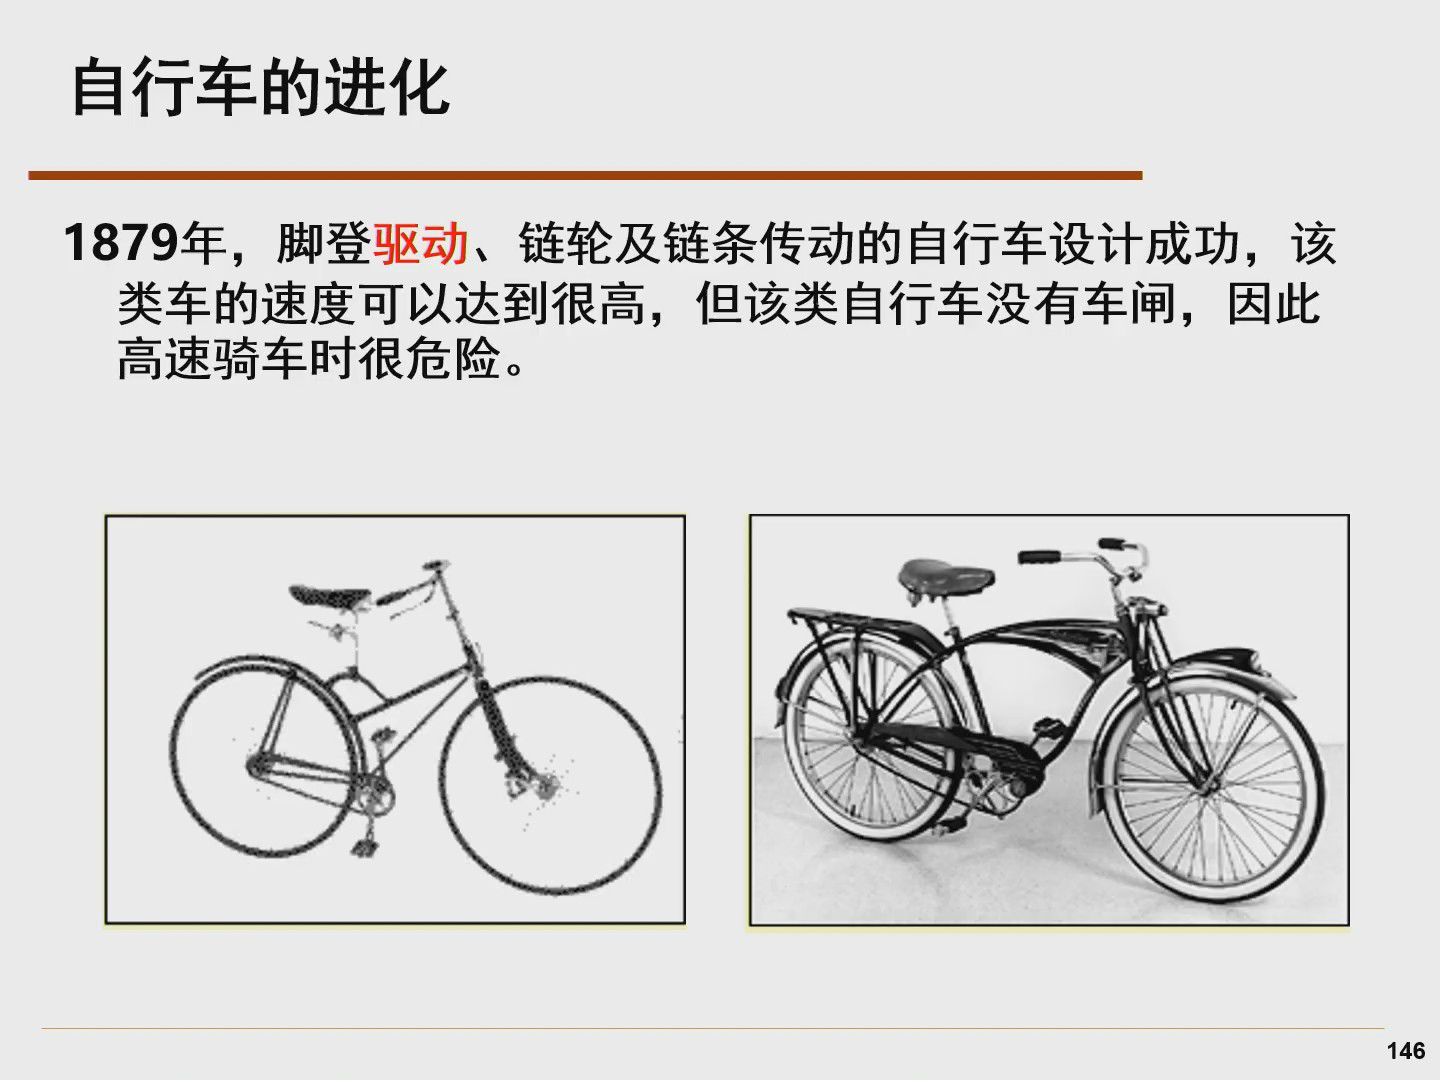 自行车的进化
1879年，脚登驱动、链轮及链条传动的自行车设计成功，该
类车的速度可以达到很高，但该类自行车没有车闸，因此
高速骑车时很危险。
146